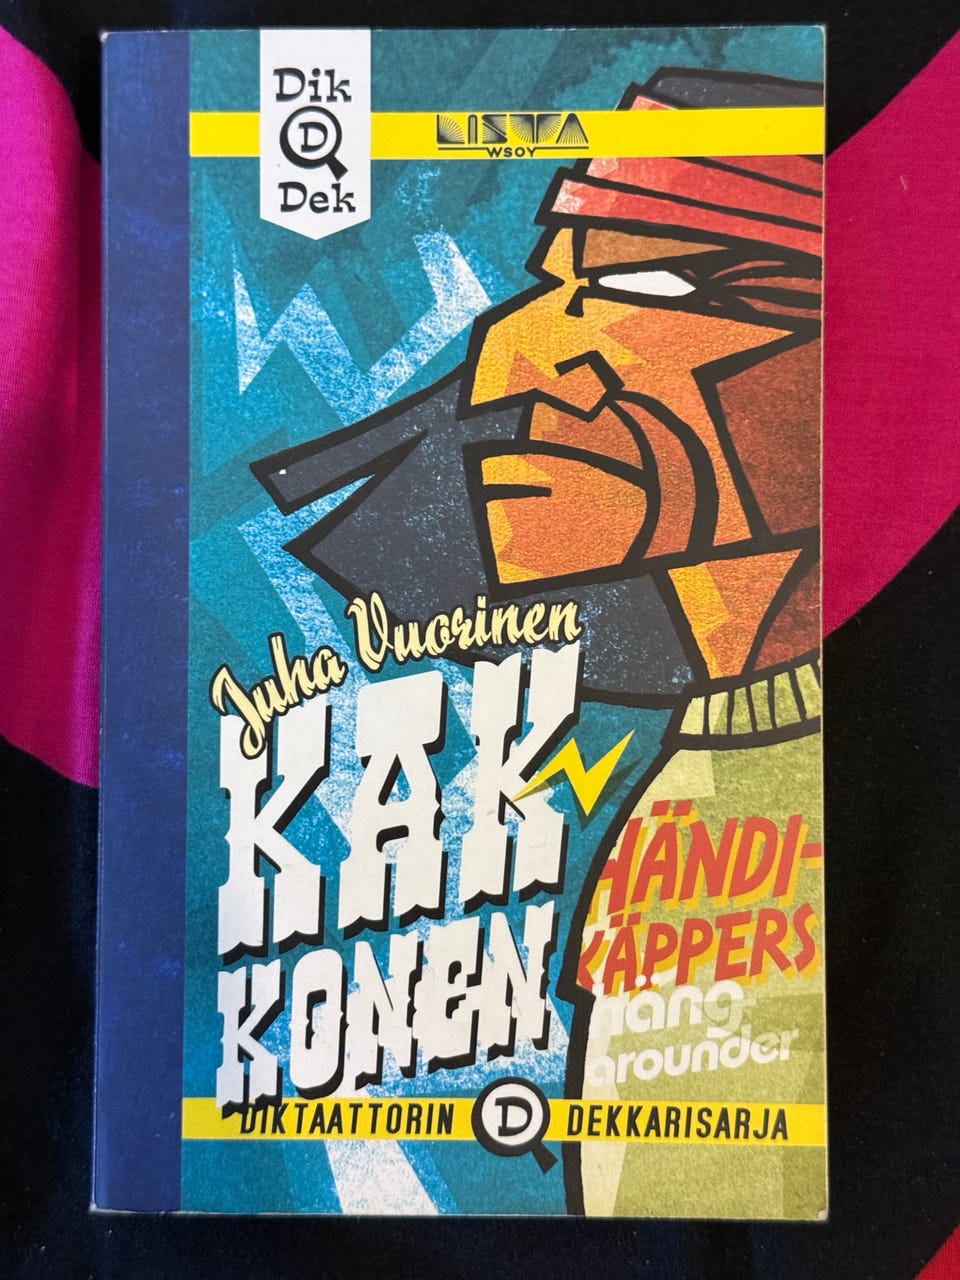 Dik
D
Dek
LISTA
WSOY
Juha Vuorinen
KAK
KONEN
HÄNDI-
KÄPPERS
häng
arounder
DIKTAATTORIN D DEKKARISARJA